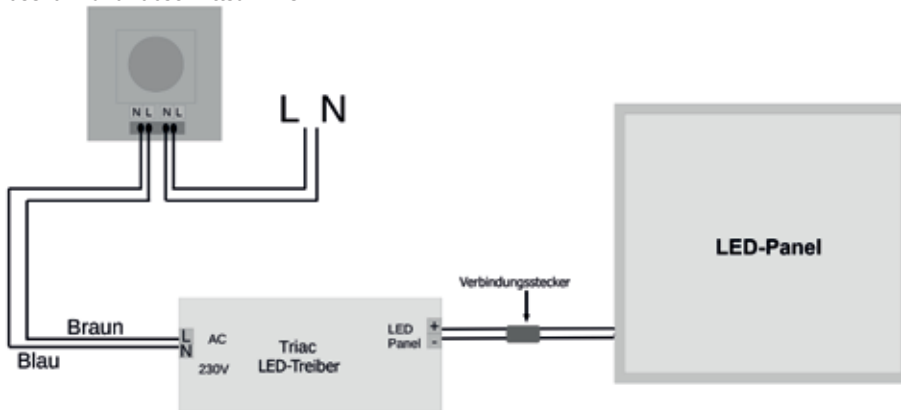 N L N L
L N
LED-Panel
Verbindungsstecker
Braun
Blau
L
N
AC
230V
Triac
LED-Treiber
LED
Panel
+
-